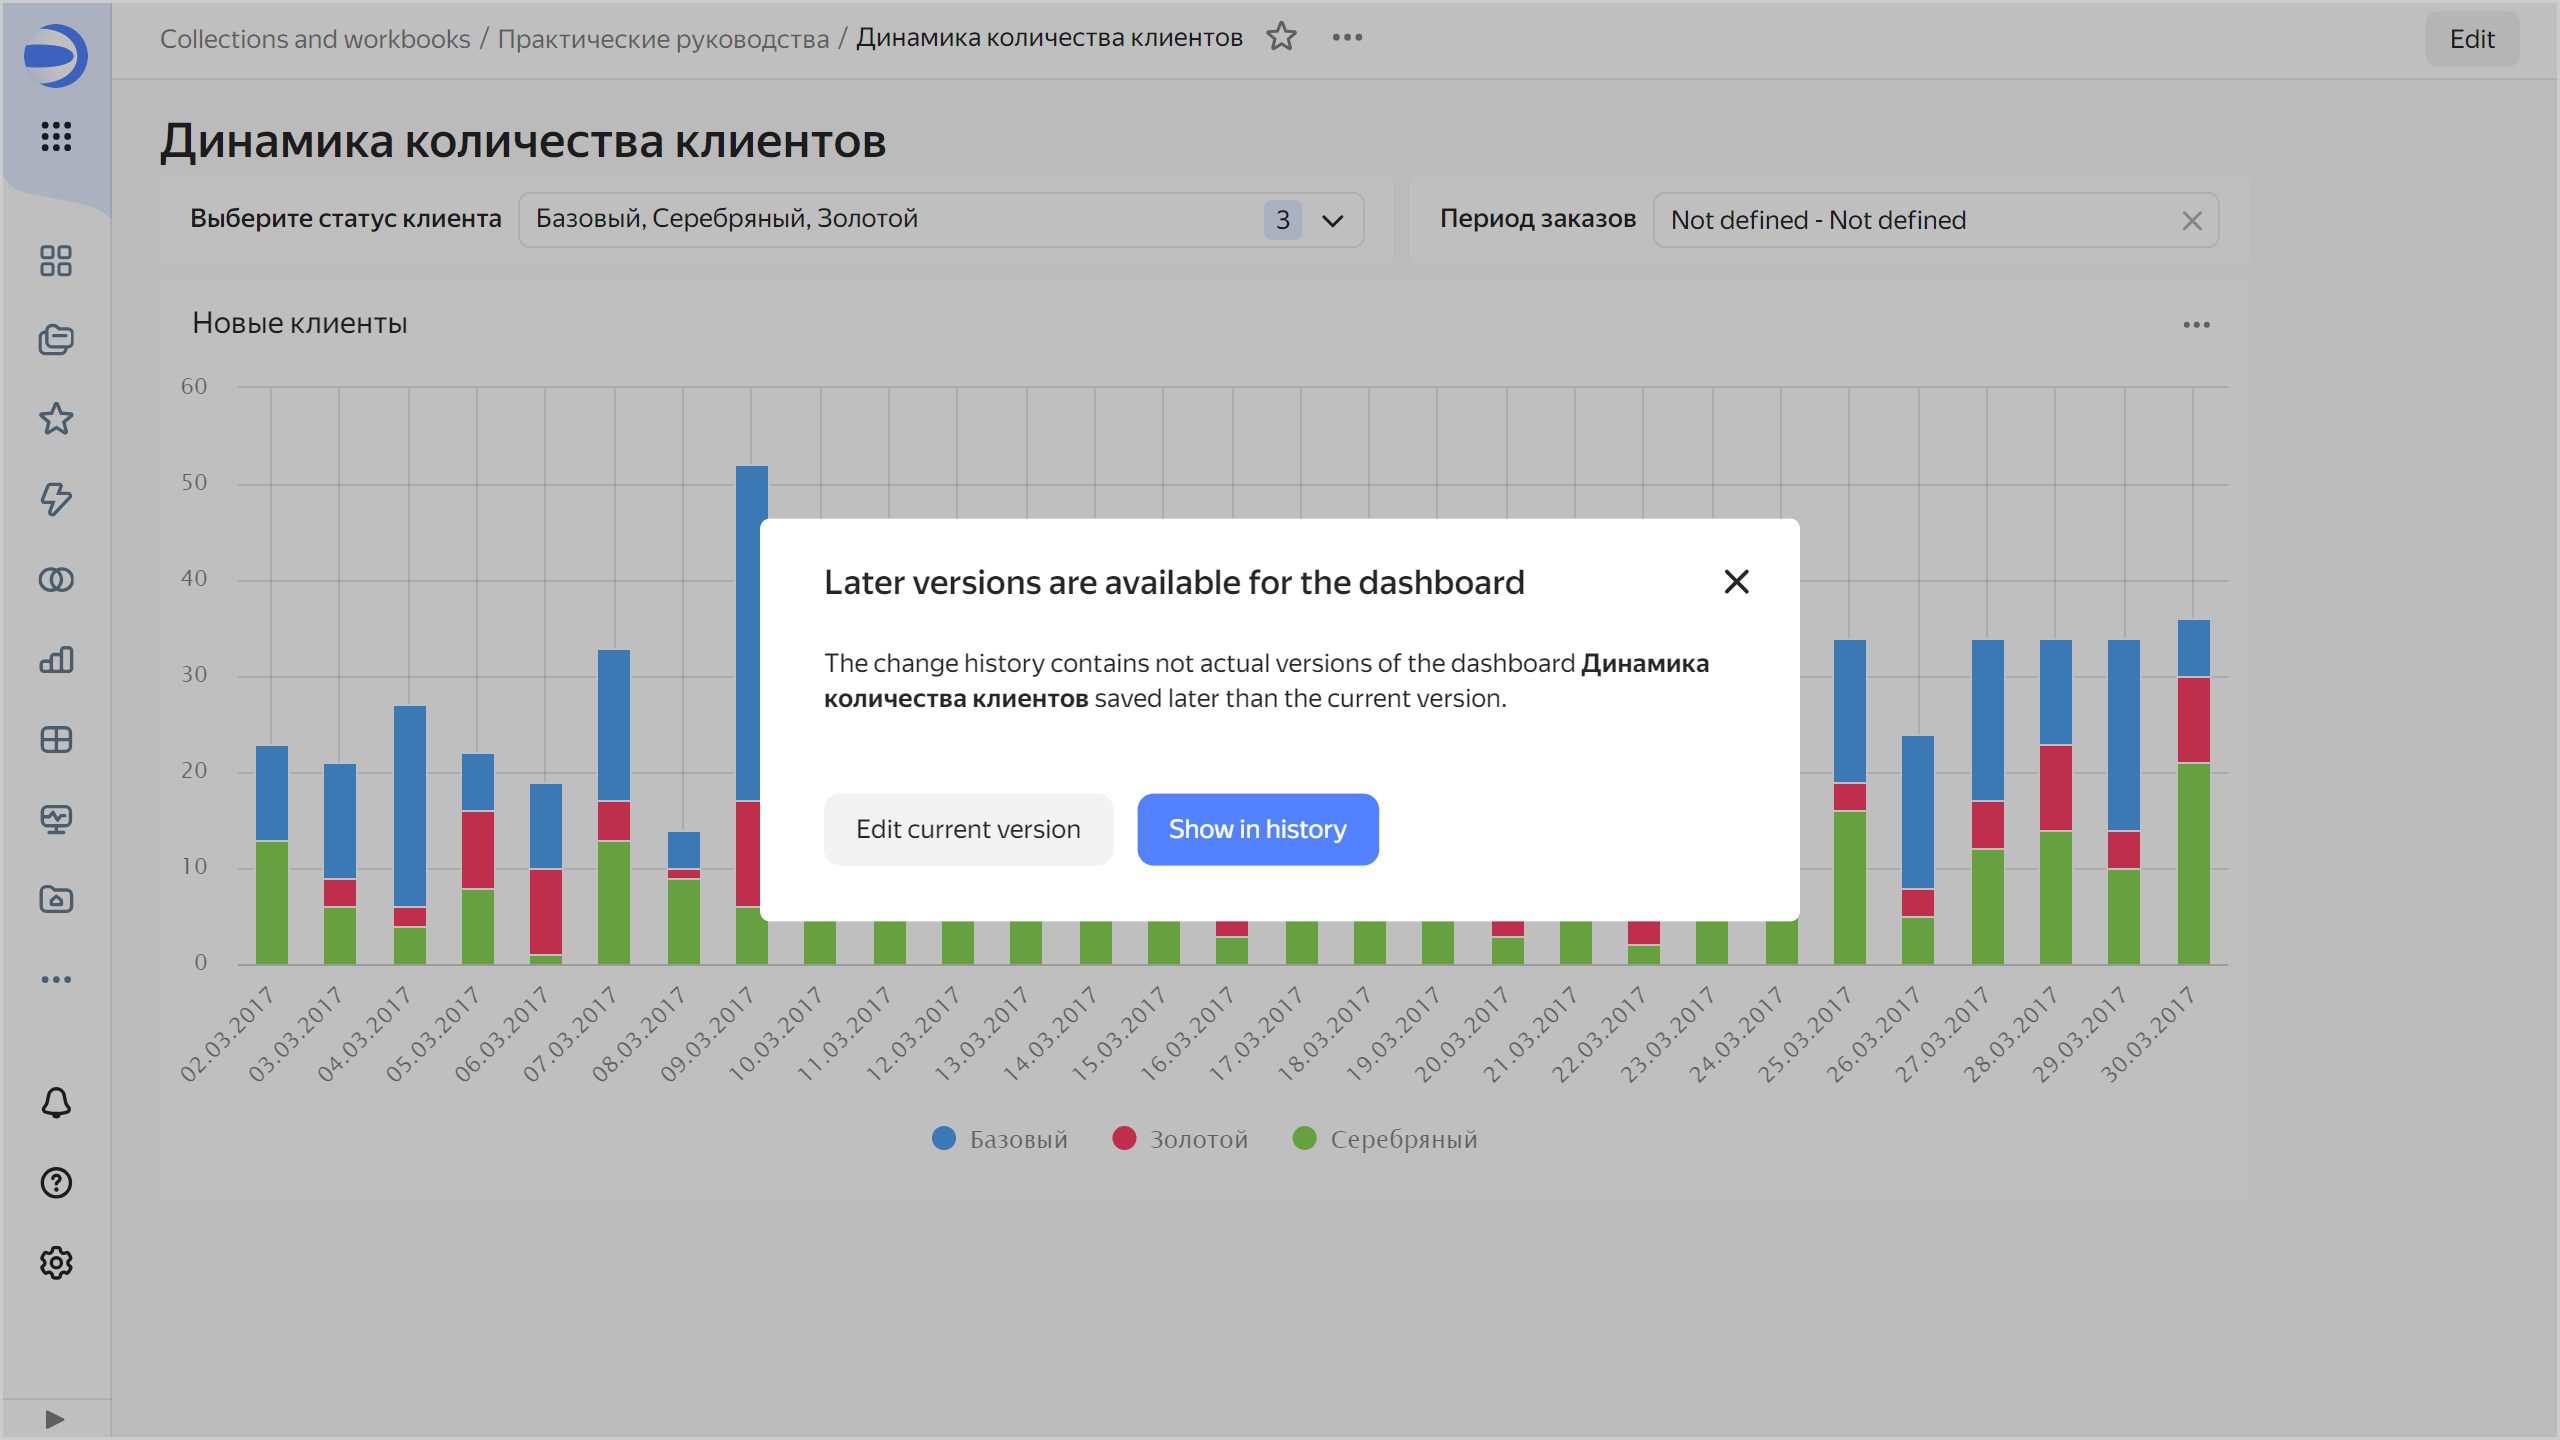 Collections and workbooks / Практические руководства / Динамика количества клиентов
Edit
Динамика количества клиентов
Выберите статус клиента
Базовый, Серебряный, Золотой
3
Период заказов
Not defined - Not defined
Новые клиенты
60
50
40
30
20
10
0
Later versions are available for the dashboard
The change history contains not actual versions of the dashboard Динамика
количества клиентов saved later than the current version.
Edit current version
Show in history
02.03.2017
03.03.2017
04.03.2017
05.03.2017
06.03.2017
07.03.2017
08.03.2017
09.03.2017
10.03.2017
11.03.2017
12.03.2017
13.03.2017
14.03.2017
15.03.2017
16.03.2017
17.03.2017
18.03.2017
19.03.2017
20.03.2017
21.03.2017
22.03.2017
23.03.2017
24.03.2017
25.03.2017
26.03.2017
27.03.2017
28.03.2017
29.03.2017
30.03.2017
Базовый
Золотой
Серебряный